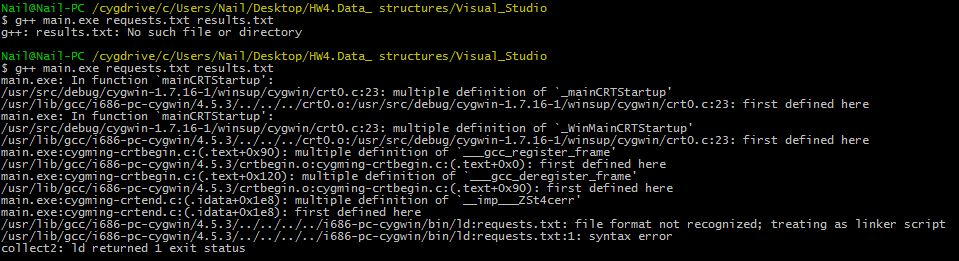 Nail@Nail-PC /cygdrive/c/Users/Nail/Desktop/HW4.Data_ structures/Visual_Studio
$ g++ main.exe requests.txt results.txt
g++: results.txt: No such file or directory
Nail@Nail-PC /cygdrive/c/Users/Nail/Desktop/HW4.Data_ structures/Visual_Studio
$ g++ main.exe requests.txt results.txt
main.exe: In function `mainCRTStartup':
/usr/src/debug/cygwin-1.7.16-1/winsup/cygwin/crt0.c:23: multiple definition of `_mainCRTStartup'
/usr/lib/gcc/i686-pc-cygwin/4.5.3/../../../crt0.o:/usr/src/debug/cygwin-1.7.16-1/winsup/cygwin/crt0.c:23: first defined here
main.exe: In function `mainCRTStartup':
/usr/src/debug/cygwin-1.7.16-1/winsup/cygwin/crt0.c:23: multiple definition of `_WinMainCRTStartup'
/usr/lib/gcc/i686-pc-cygwin/4.5.3/../../../crt0.o:/usr/src/debug/cygwin-1.7.16-1/winsup/cygwin/crt0.c:23: first defined here
main.exe:cygming-crtbegin.c:(.text+0x90): multiple definition of `___gcc_register_frame'
/usr/lib/gcc/i686-pc-cygwin/4.5.3/crtbegin.o:cygming-crtbegin.c:(.text+0x0): first defined here
main.exe:cygming-crtbegin.c:(.text+0x120): multiple definition of `___gcc_deregister_frame'
/usr/lib/gcc/i686-pc-cygwin/4.5.3/crtbegin.o:cygming-crtbegin.c:(.text+0x90): first defined here
main.exe:cygming-crtend.c:(.idata+0x1e8): multiple definition of `__imp___ZSt4cerr'
main.exe:cygming-crtend.c:(.idata+0x1e8): first defined here
/usr/lib/gcc/i686-pc-cygwin/4.5.3/../../../../i686-pc-cygwin/bin/ld:requests.txt: file format not recognized; treating as linker script
/usr/lib/gcc/i686-pc-cygwin/4.5.3/../../../../i686-pc-cygwin/bin/ld:requests.txt:1: syntax error
collect2: ld returned 1 exit status